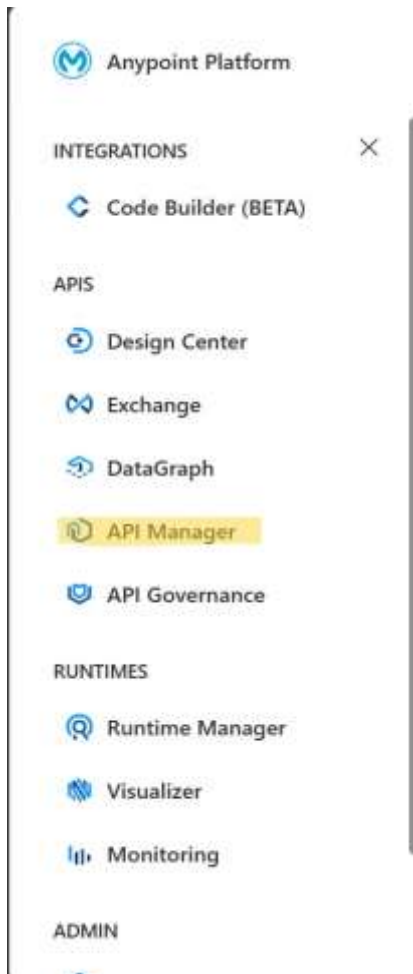 Anypoint Platform
INTEGRATIONS
Code Builder (BETA)
APIS
Design Center
Exchange
DataGraph
API Manager
API Governance
RUNTIMES
Runtime Manager
Visualizer
Monitoring
ADMIN